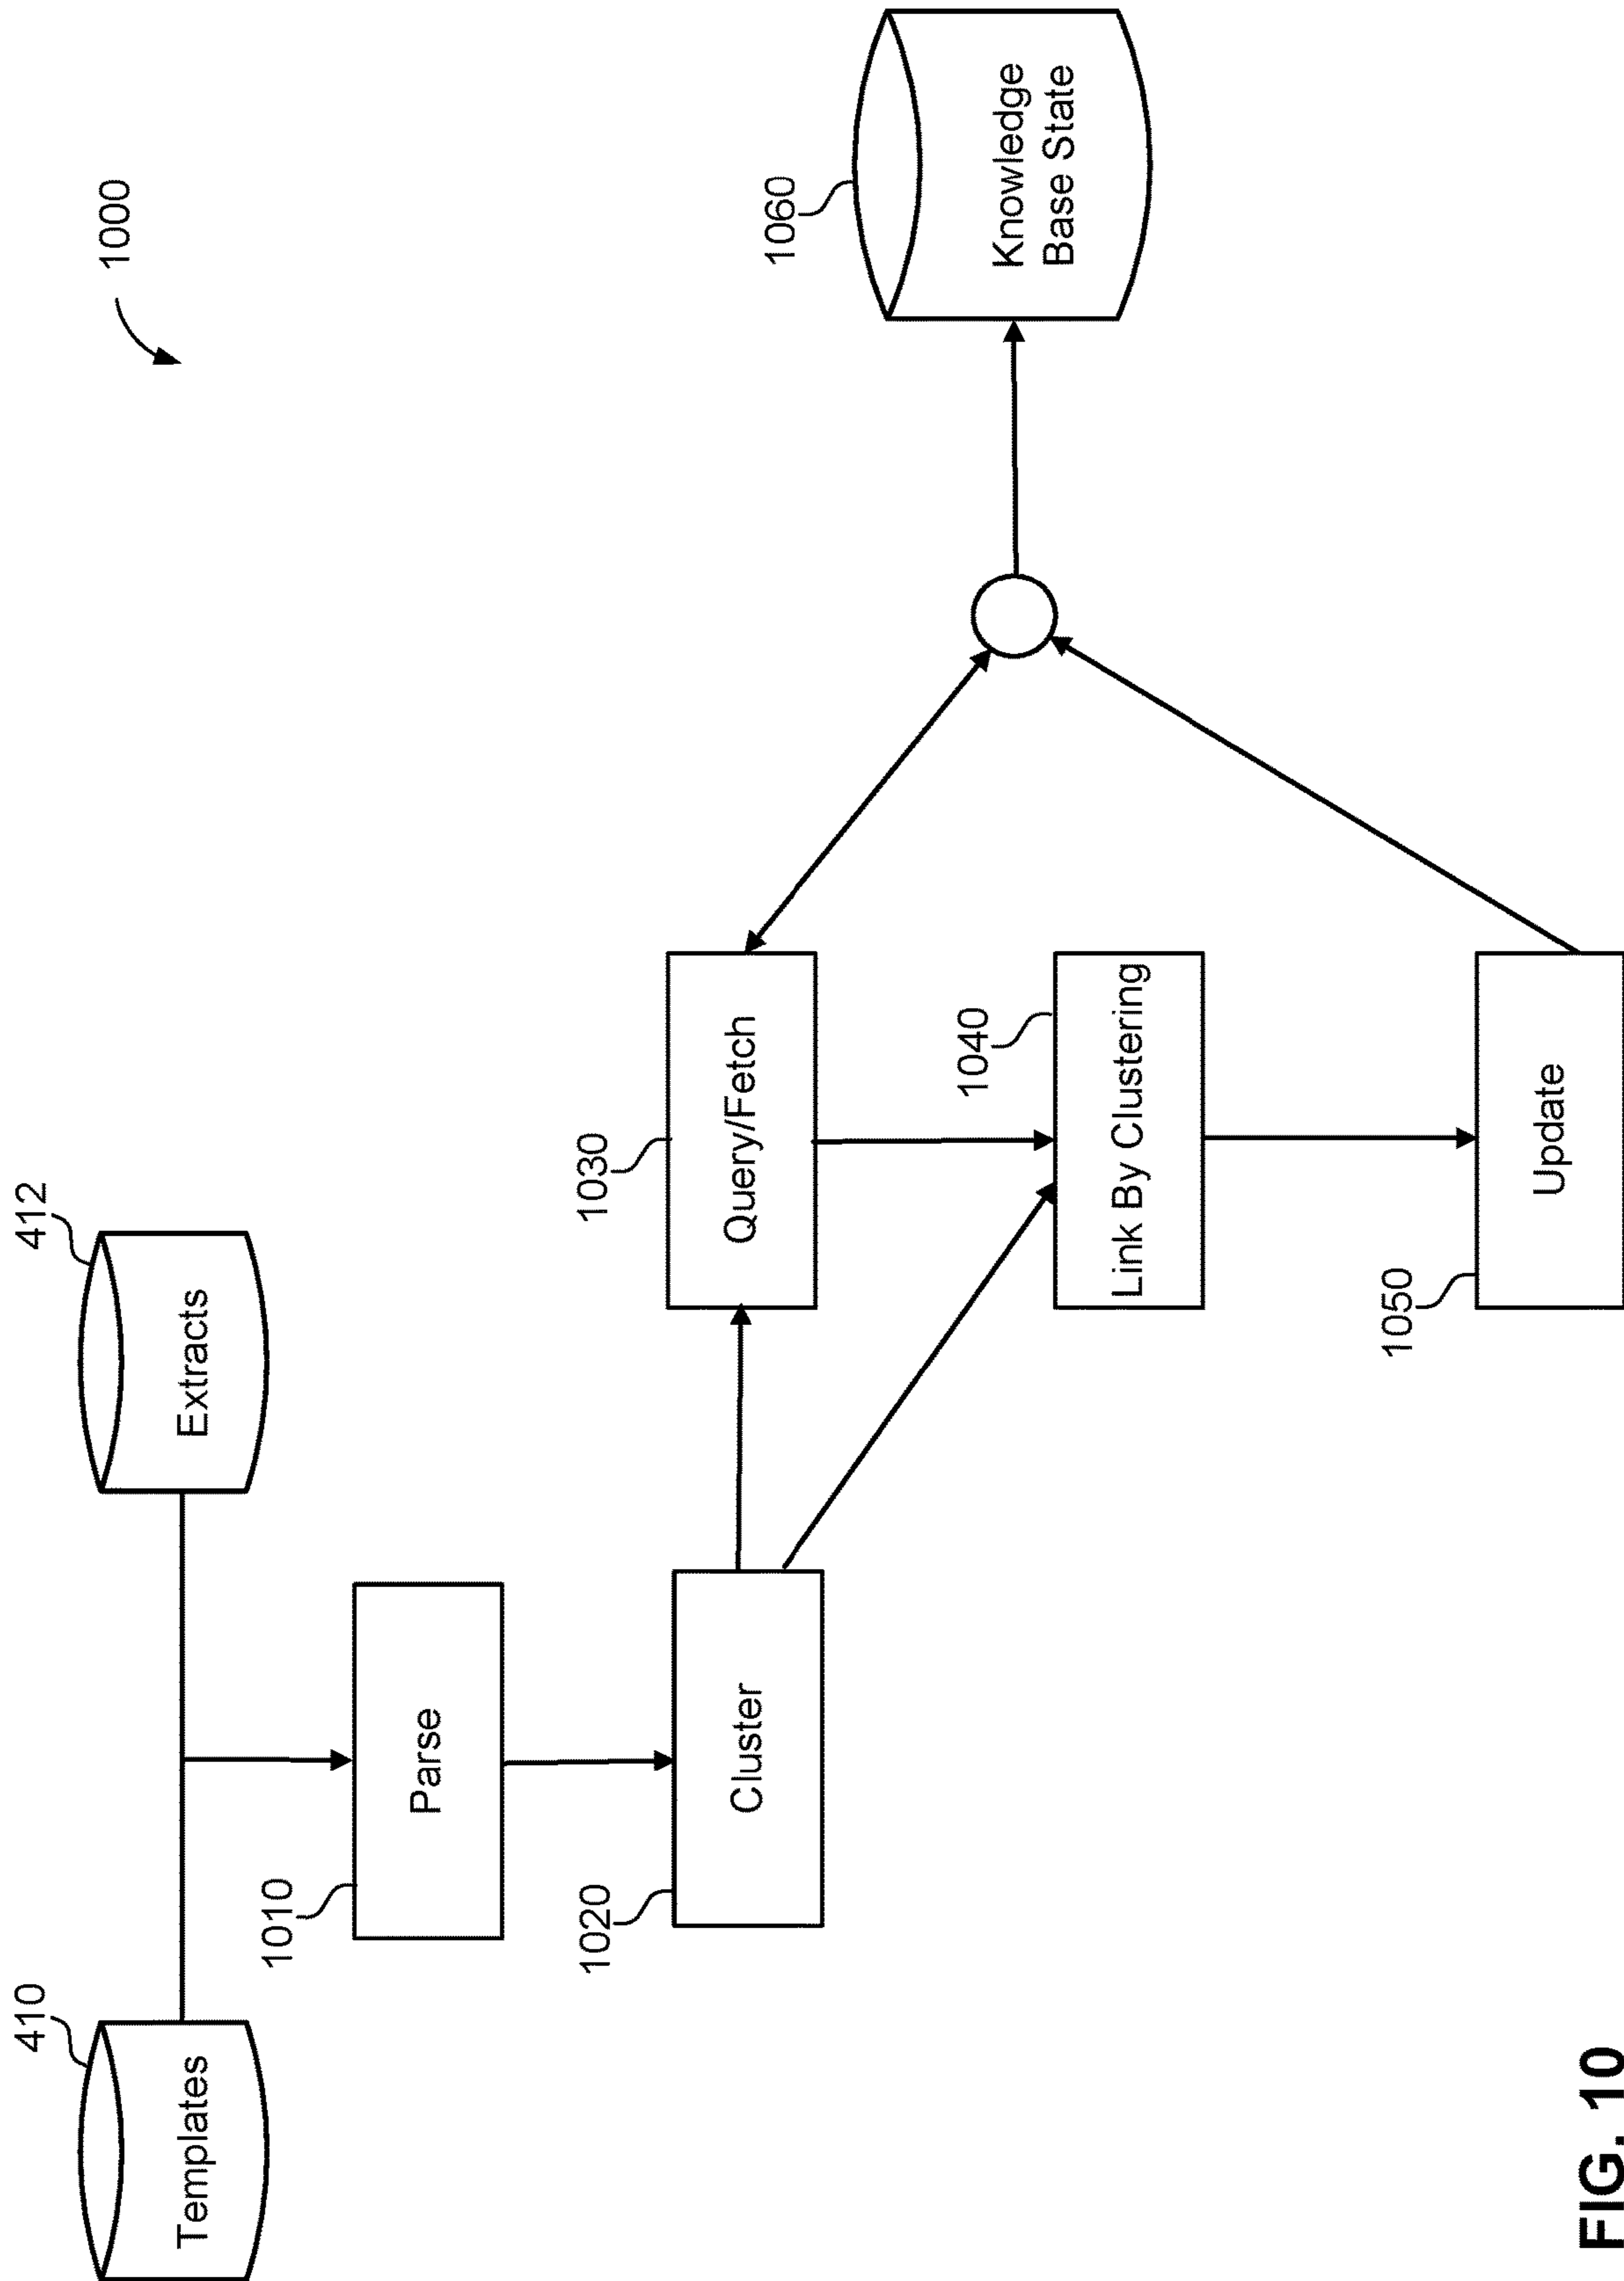 1000
410
Templates
412
Extracts
1010
Parse
1020
Cluster
1030
Query/Fetch
1040
Link By Clustering
1050
Update
1060
Knowledge
Base State
FIG. 10